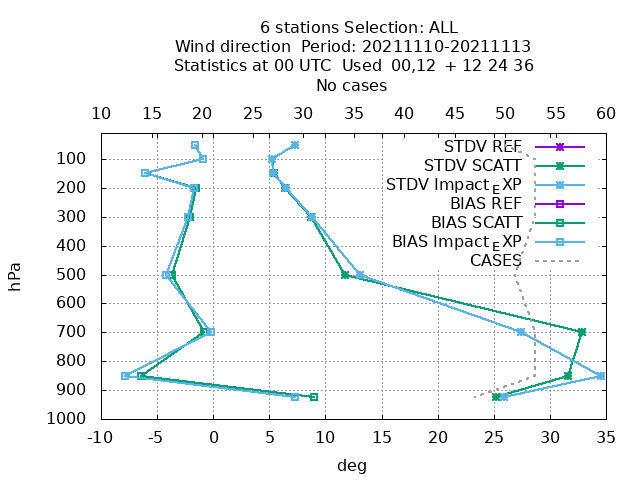 6 stations Selection: ALL
Wind direction  Period: 20211110-20211113
Statistics at 00 UTC  Used  00,12  + 12 24 36
No cases
10 15 20 25 30 35 40 45 50 55 60
STDV REF
100
STDV SCATT
STDV Impact_EXP
200
BIAS REF
BIAS SCATT
300
BIAS Impact_EXP
400
CASES
500
hPa
600
700
800
900
1000
-10 -5 0 5 10 15 20 25 30 35
deg